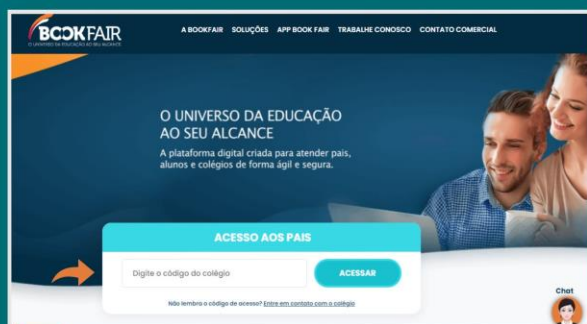 BOOKFAIR
O UNIVERSO DA EDUCAÇÃO AO SEU ALCANCE
A BOOKFAIR SOLUÇÕES APP BOOK FAIR TRABALHE CONOSCO CONTATO COMERCIAL
O UNIVERSO DA EDUCAÇÃO
AO SEU ALCANCE
A plataforma digital criada para atender pais,
alunos e colégios de forma ágil e segura.
ACESSO AOS PAIS
Digite o código do colégio
ACESSAR
Não lembra o código de acesso? Entre em contato com o colégio
Chat